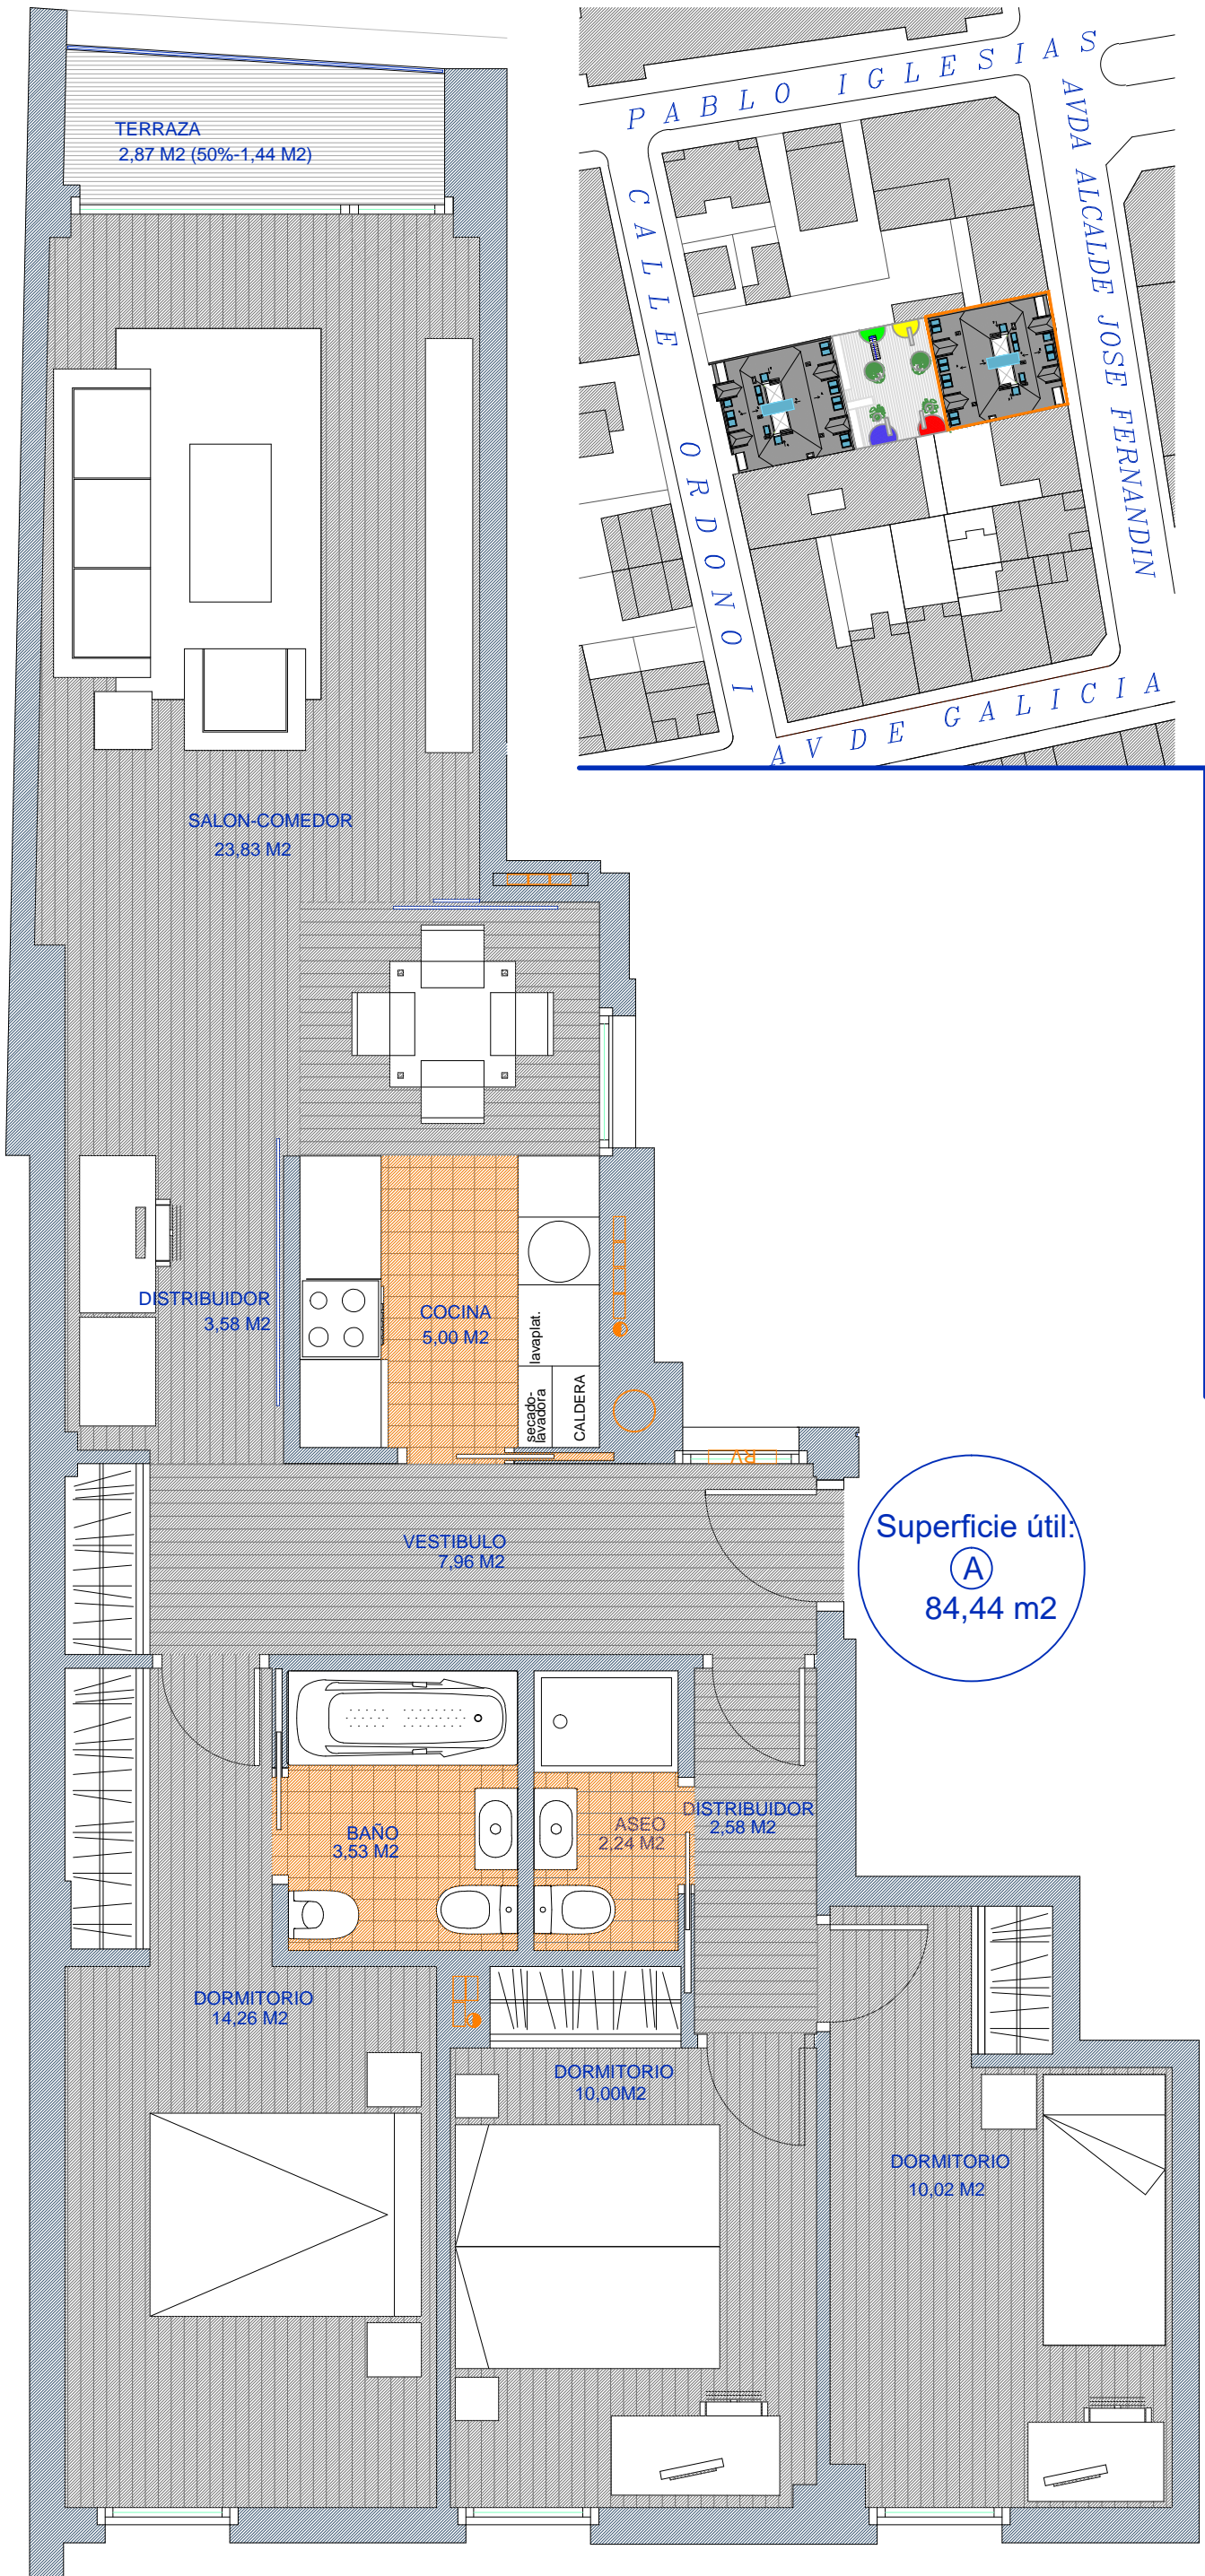 TERRAZA
2,87 M2 (50%-1,44 M2)
PABLO IGLESIAS
AVDA ALCALDE JOSE FERNANDIN
CALLE ORDONO I
AV DE GALICIA
SALON-COMEDOR
23,83 M2
DISTRIBUIDOR
3,58 M2
COCINA
5,00 M2
lavaplat.
secado-
lavadora
CALDERA
RV
VESTIBULO
7,96 M2
Superficie útil:
A
84,44 m2
BAÑO
3,53 M2
ASEO
2,24 M2
DISTRIBUIDOR
2,58 M2
DORMITORIO
14,26 M2
DORMITORIO
10,00M2
DORMITORIO
10,02 M2